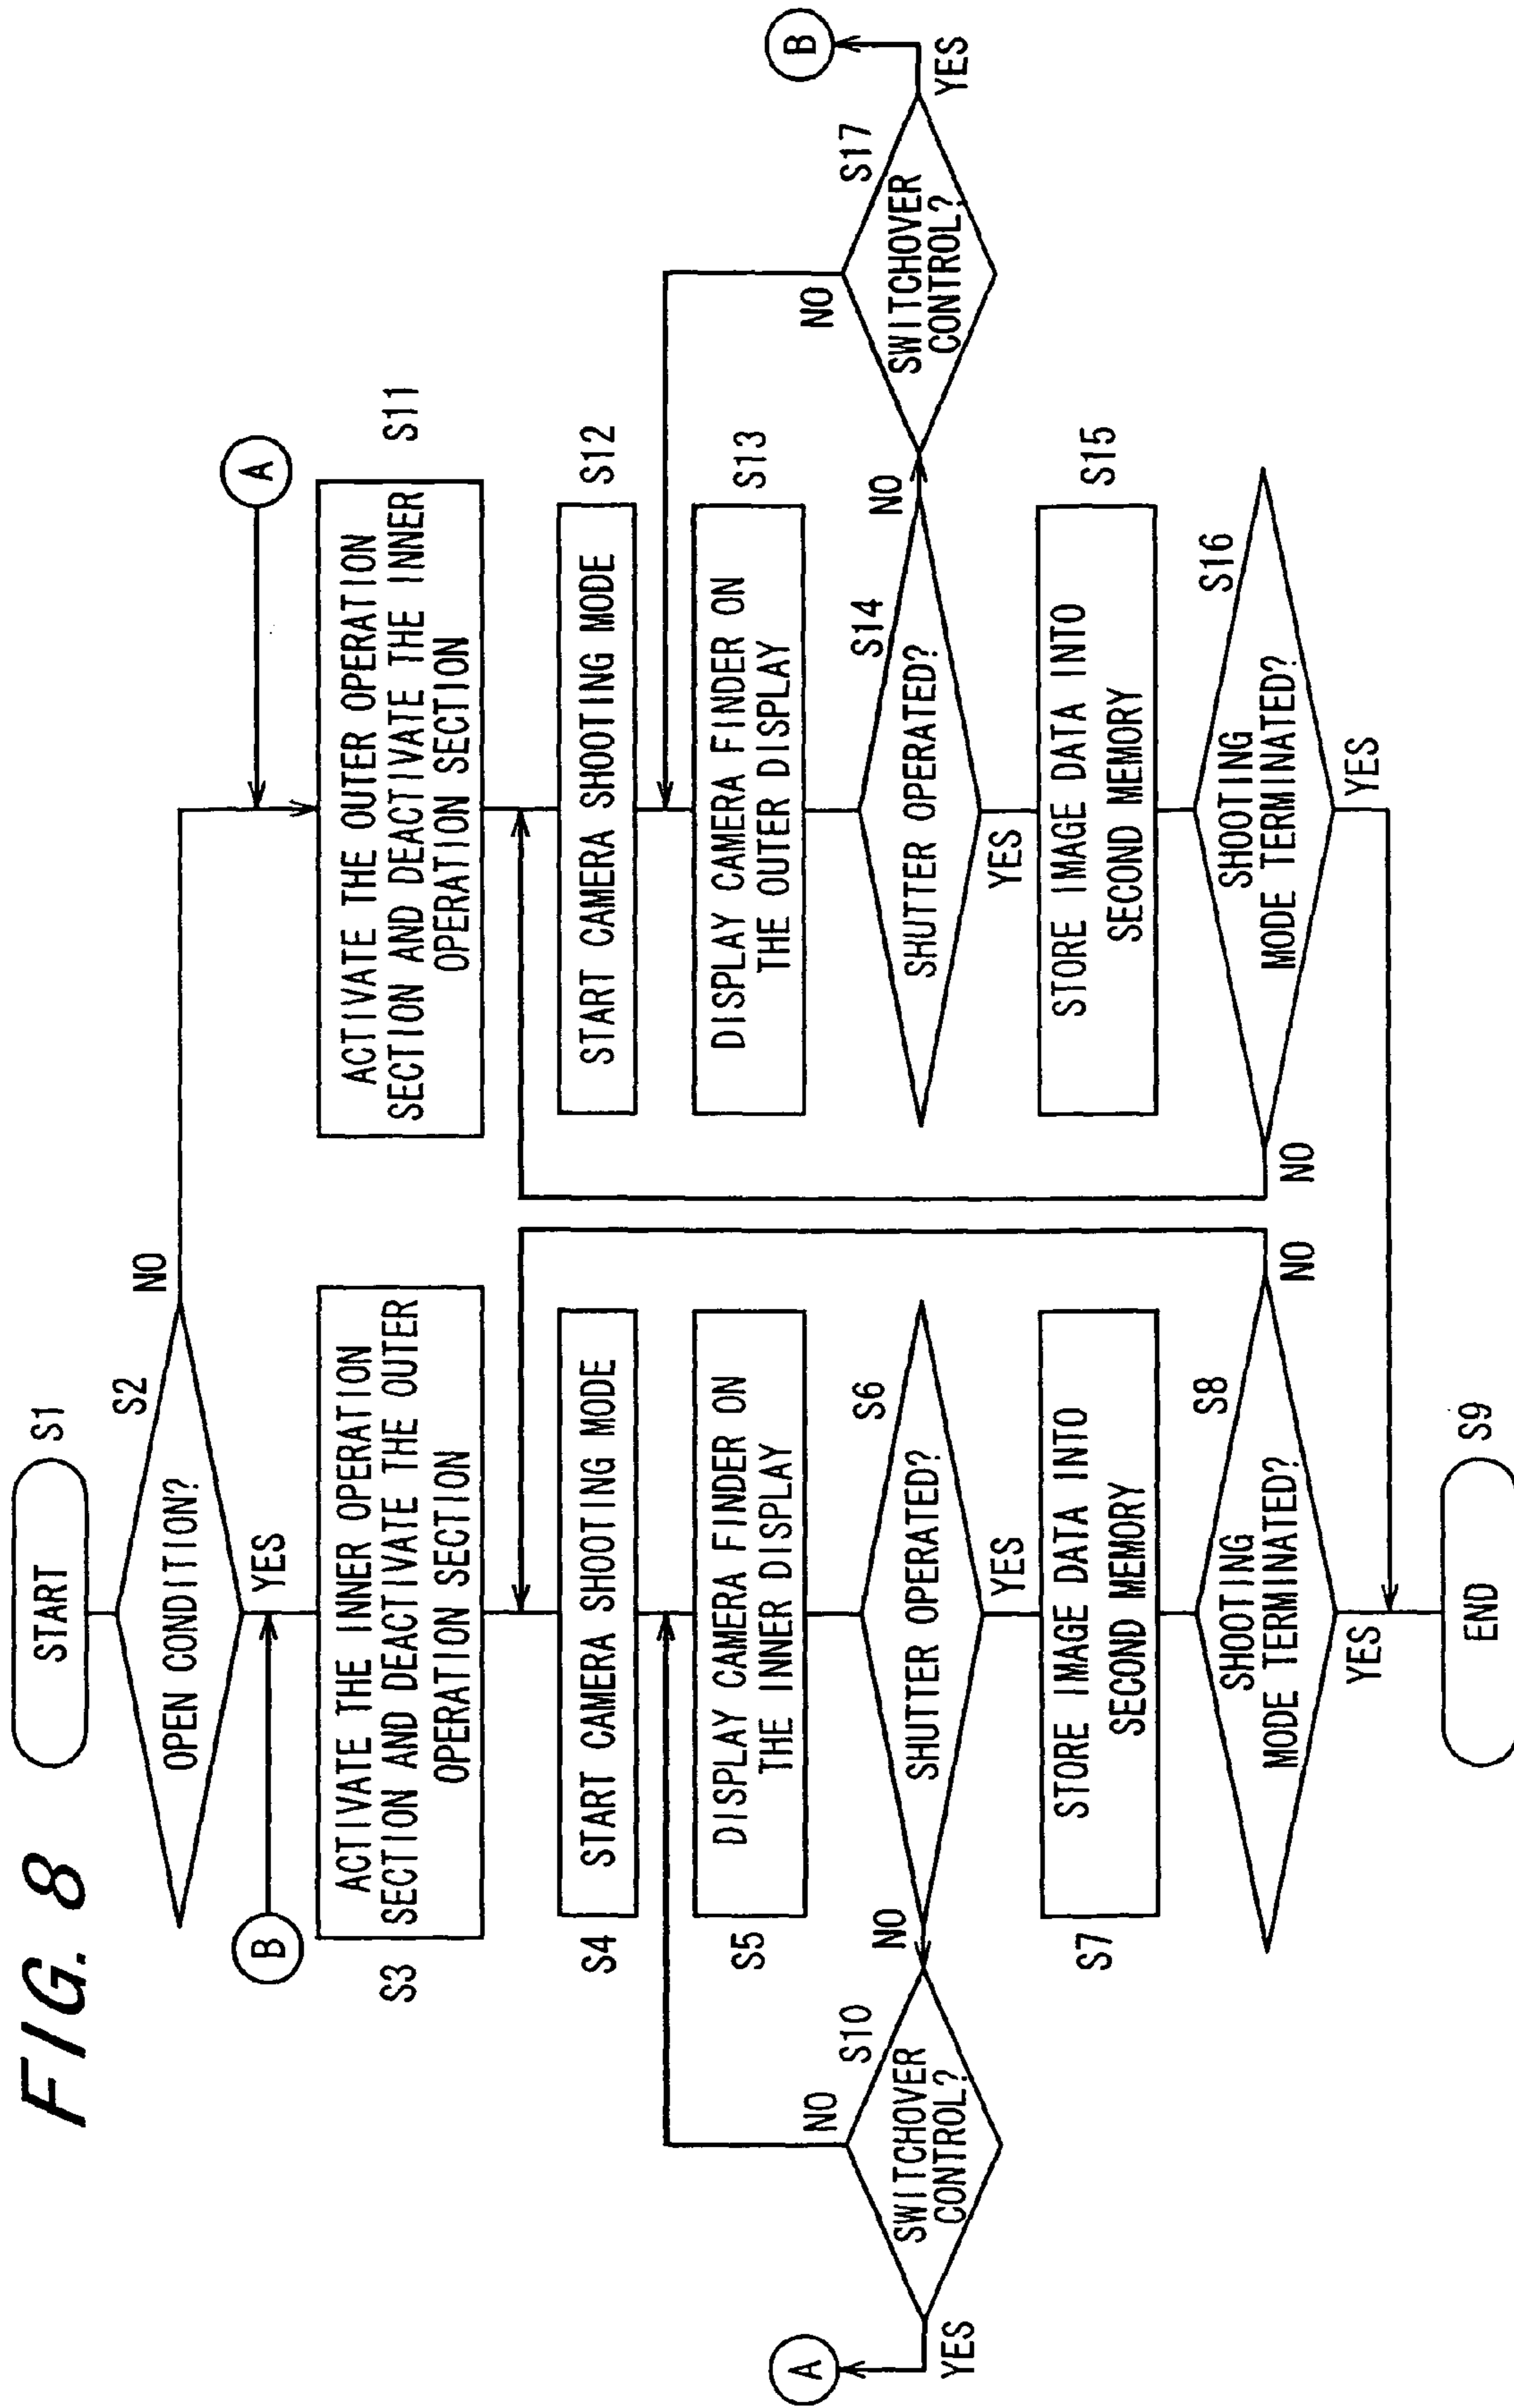 FIG. 8
START
S1
OPEN CONDITION?
S2
NO
YES
B
ACTIVATE THE INNER OPERATION
SECTION AND DEACTIVATE THE OUTER
OPERATION SECTION
S3
START CAMERA SHOOTING MODE
S4
DISPLAY CAMERA FINDER ON
THE INNER DISPLAY
S5
SHUTTER OPERATED?
S6
NO
YES
SWITCHOVER
CONTROL?
S10
NO
YES
A
STORE IMAGE DATA INTO
SECOND MEMORY
S7
SHOOTING
MODE TERMINATED?
S8
NO
YES
END
S9
A
ACTIVATE THE OUTER OPERATION
SECTION AND DEACTIVATE THE INNER
OPERATION SECTION
S11
START CAMERA SHOOTING MODE
S12
DISPLAY CAMERA FINDER ON
THE OUTER DISPLAY
S13
SHUTTER OPERATED?
S14
NO
YES
SWITCHOVER
CONTROL?
S17
NO
YES
B
STORE IMAGE DATA INTO
SECOND MEMORY
S15
SHOOTING
MODE TERMINATED?
S16
NO
YES